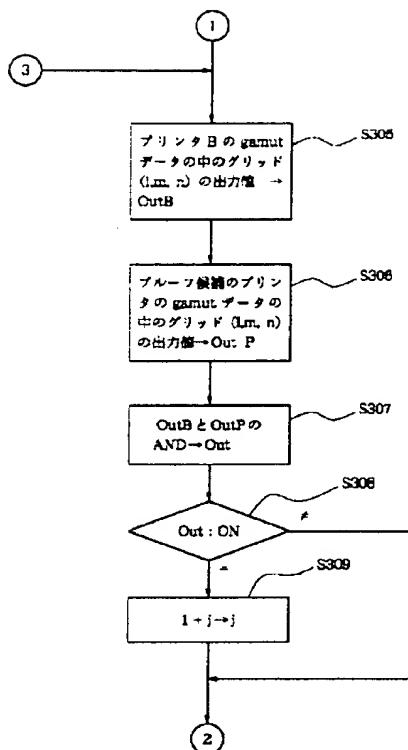 1
3
S305
プリンタBのgamut
データの中のグリッド
(l,m, n) の出力値 →
OutB
S306
プルーフ候補のプリン
タのgamutデータの
中のグリッド (l,m, n)
の出力値→Out P
S307
OutBとOutPの
AND→Out
S308
Out : ON
≠
=
S309
1 + j→j
2